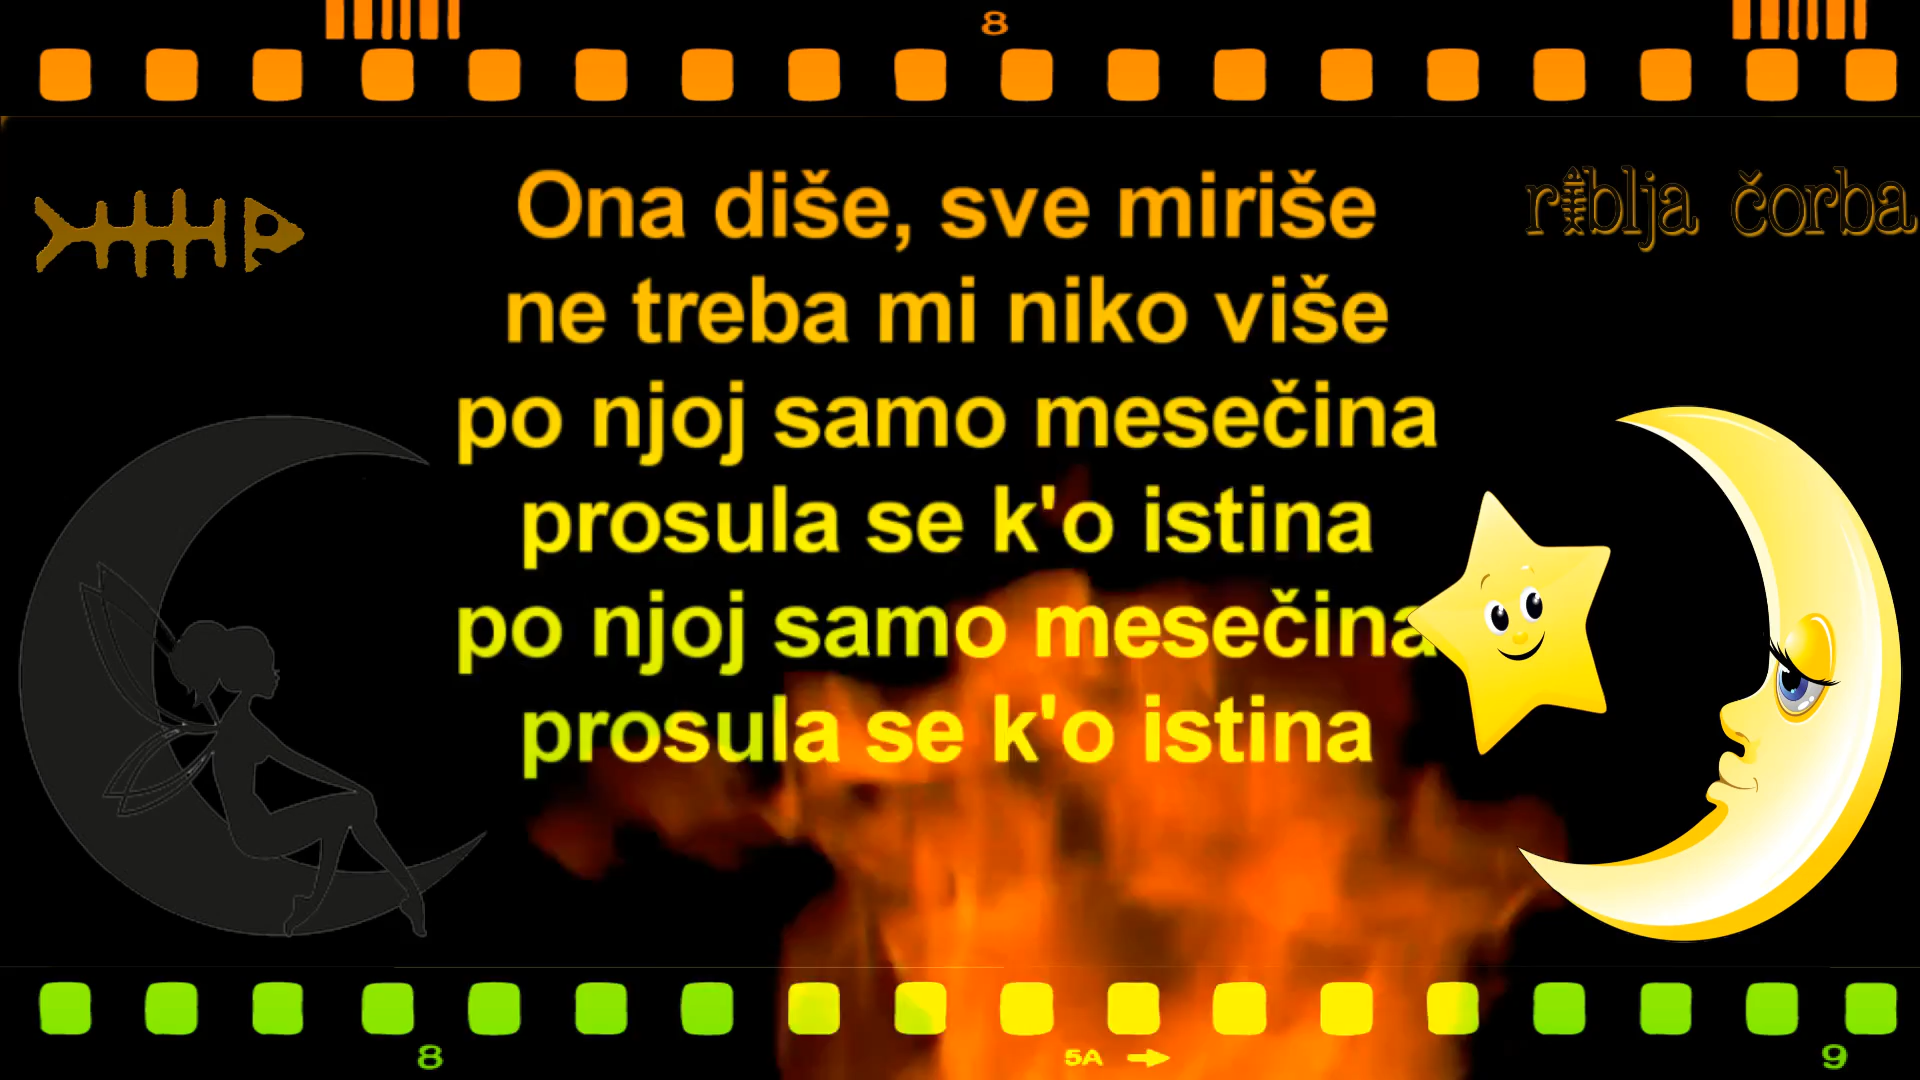 8
riblja čorba
Ona diše, sve miriše
ne treba mi niko više
po njoj samo mesečina
prosula se k'o istina
po njoj samo mesečina
prosula se k'o istina
8
5A
9